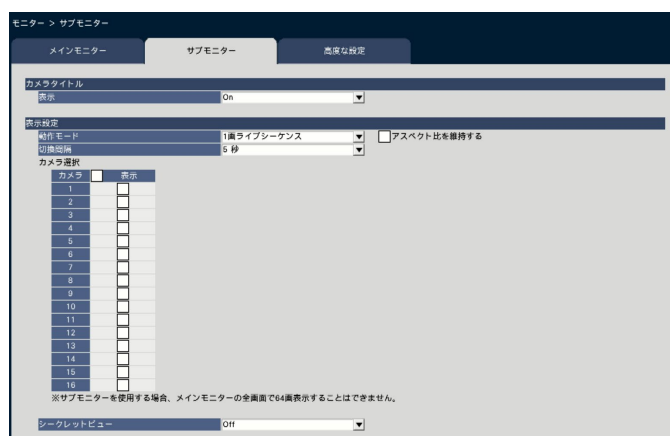 モニター > サブモニター
メインモニター サブモニター 高度な設定
カメラタイトル
表示 On
表示設定
動作モード 1画ライブシーケンス アスペクト比を維持する
切換間隔 5 秒
カメラ選択
カメラ 表示
1
2
3
4
5
6
7
8
9
10
11
12
13
14
15
16
※サブモニターを使用する場合、メインモニターの全画面で64画表示することはできません。
シークレットビュー Off